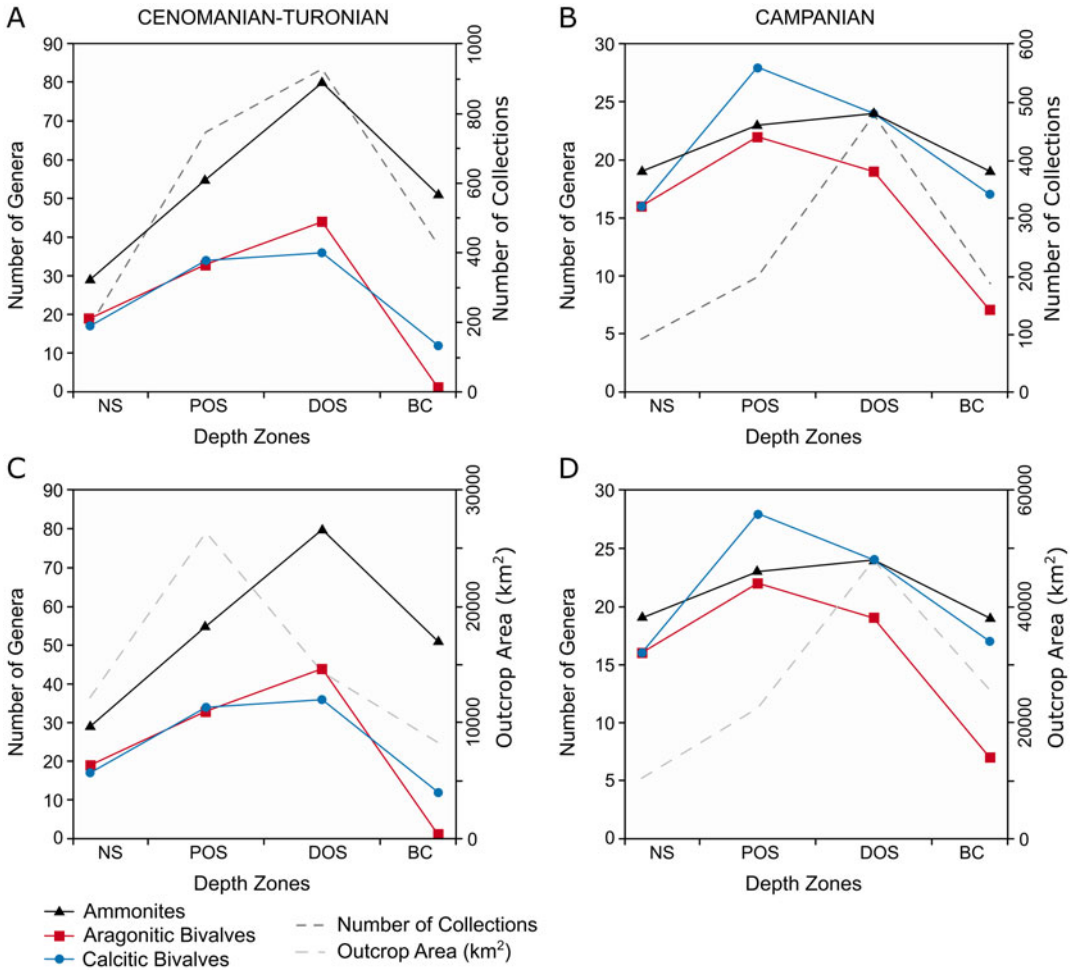 A
CENOMANIAN-TURONIAN
Number of Genera
90
80
70
60
50
40
30
20
10
0
Number of Collections
1000
800
600
400
200
0
NS POS DOS BC
Depth Zones
B
CAMPANIAN
Number of Genera
30
25
20
15
10
5
0
Number of Collections
600
500
400
300
200
100
0
NS POS DOS BC
Depth Zones
C
Number of Genera
90
80
70
60
50
40
30
20
10
0
Outcrop Area (km²)
30000
20000
10000
0
NS POS DOS BC
Depth Zones
D
Number of Genera
30
25
20
15
10
5
0
Outcrop Area (km²)
60000
40000
20000
0
NS POS DOS BC
Depth Zones
Ammonites
Aragonitic Bivalves
Calcitic Bivalves
Number of Collections
Outcrop Area (km²)